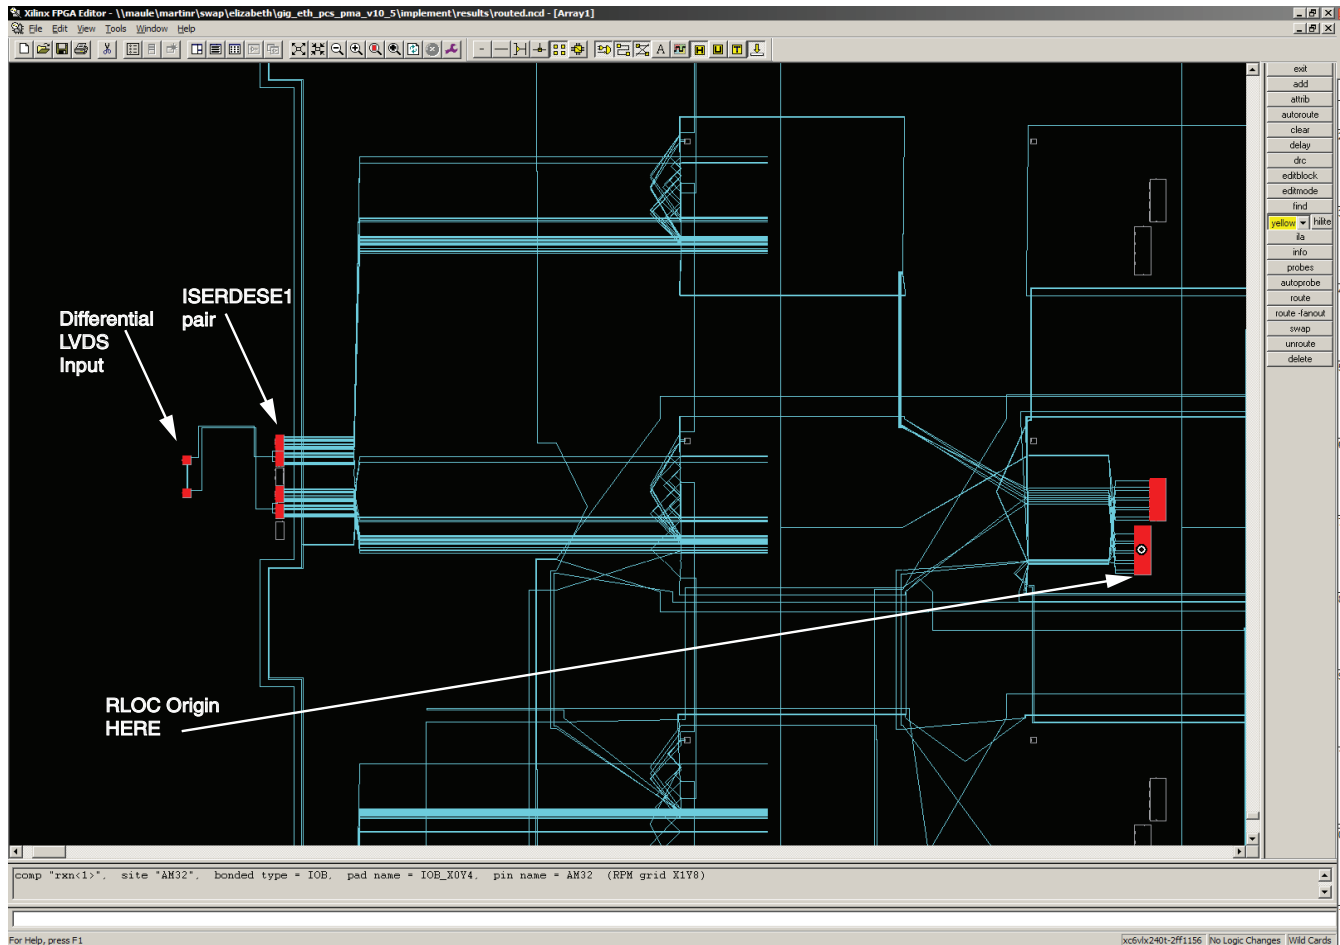 Xilinx FPGA Editor - \\maule\martinr\swap\elizabeth\gig_eth_pcs_pma_v10_5\implement\results\routed.ncd - [Array1]
File Edit View Tools Window Help
A
exit
add
attrib
autoroute
clear
delay
drc
editblock
editmode
find
yellow hilite
ila
info
probes
autoprobe
route
route -fanout
swap
unroute
delete
ISERDESE1
pair
Differential
LVDS
Input
RLOC Origin
HERE
comp "rxn<1>", site "AM32", bonded type = IOB, pad name = IOB_X0Y4, pin name = AM32 (RPM grid X1Y8)
For Help, press F1
xc6vlx240t-2ff1156 No Logic Changes Wild Cards